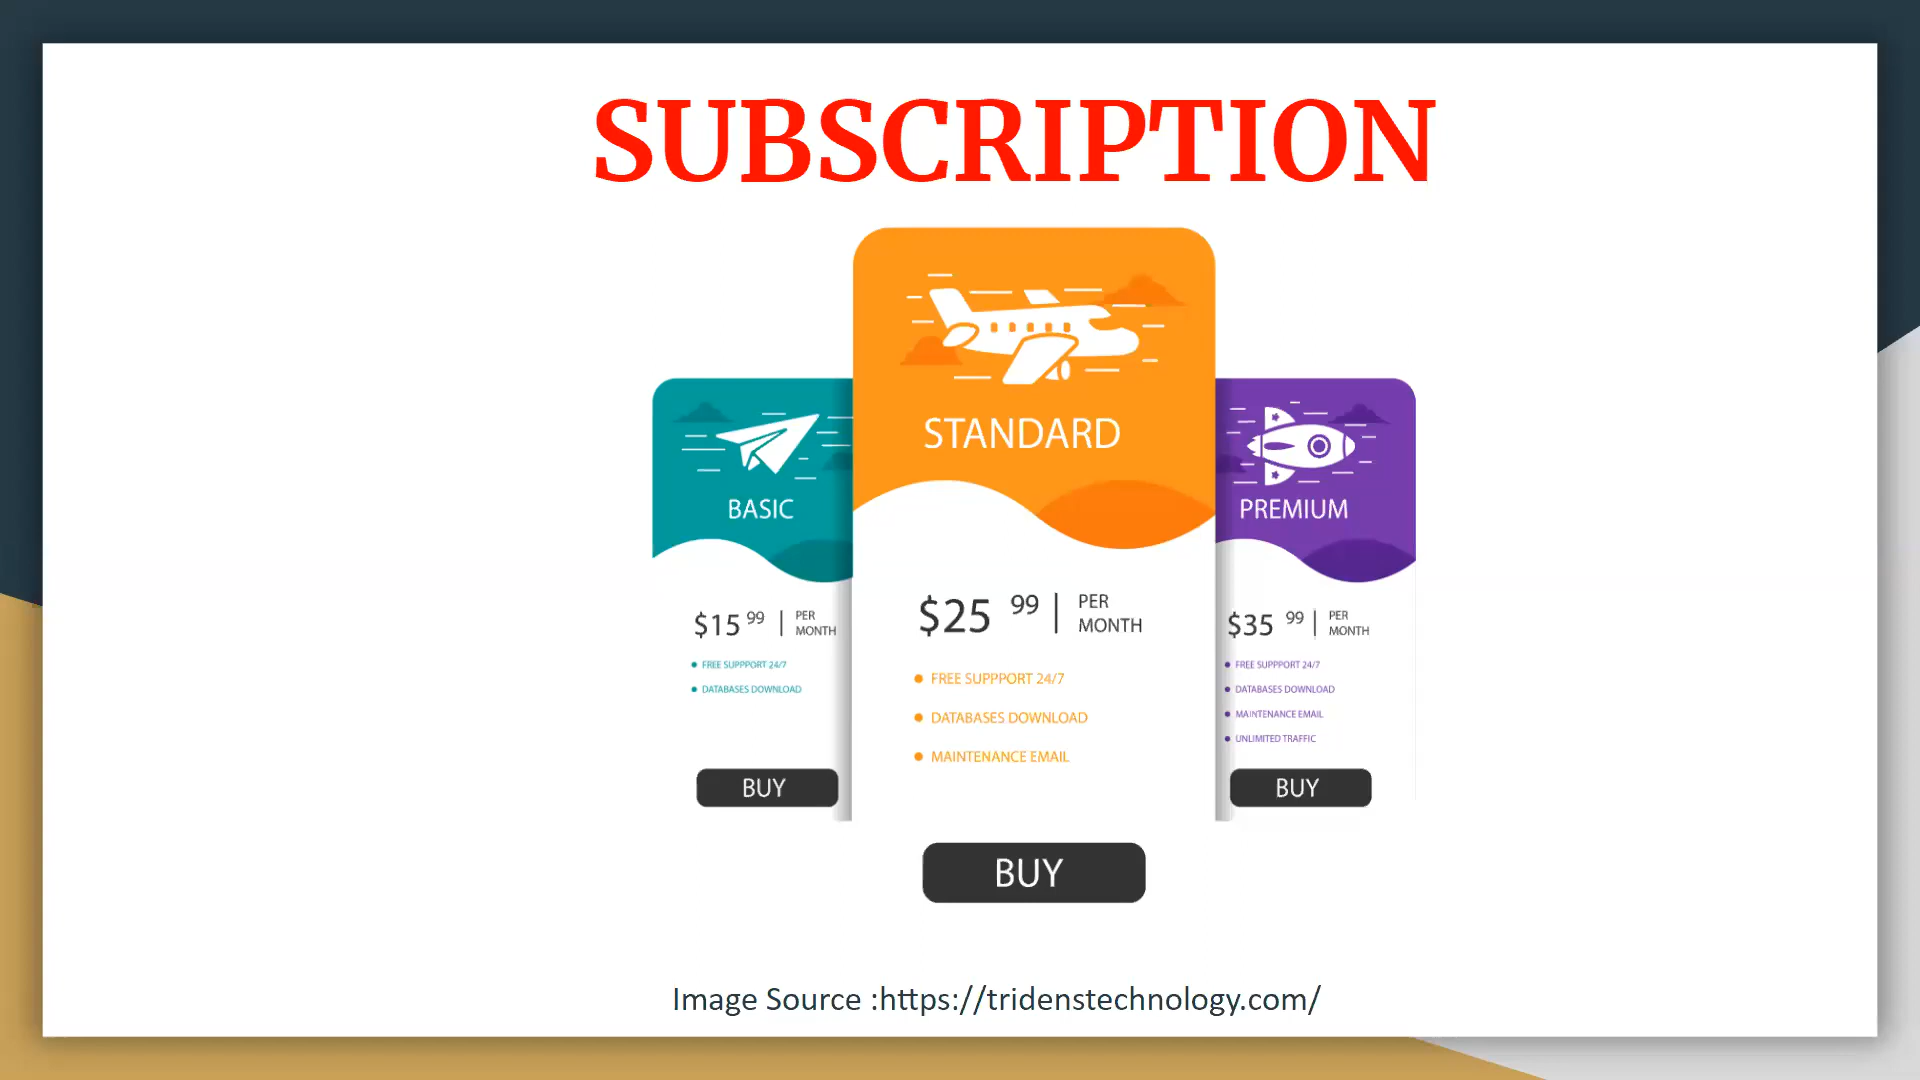 SUBSCRIPTION
BASIC
$15 99 | PER
MONTH
FREE SUPPPORT 24/7
DATABASES DOWNLOAD
BUY
STANDARD
$25 99 | PER
MONTH
FREE SUPPPORT 24/7
DATABASES DOWNLOAD
MAINTENANCE EMAIL
BUY
PREMIUM
$35 99 | PER
MONTH
FREE SUPPPORT 24/7
DATABASES DOWNLOAD
MAINTENANCE EMAIL
UNLIMITED TRAFFIC
BUY
Image Source :https://tridenstechnology.com/